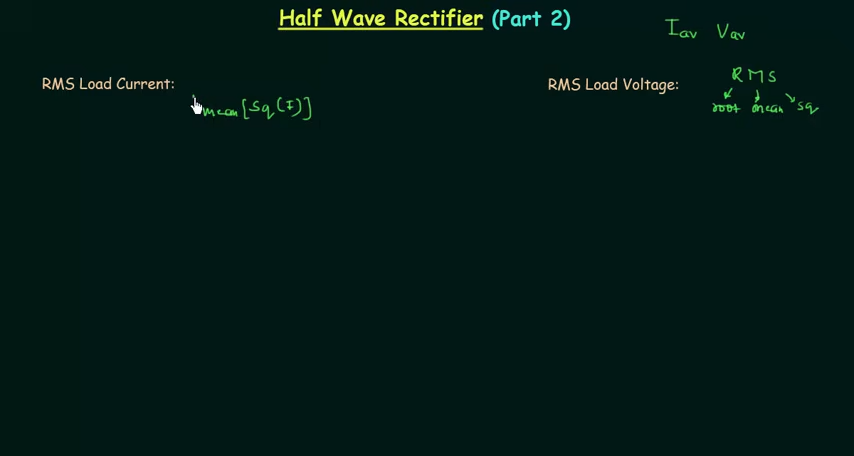 Half Wave Rectifier (Part 2)
Iav Vav
RMS Load Current:
mean[sq(I)]
RMS Load Voltage:
RMS
root mean sq